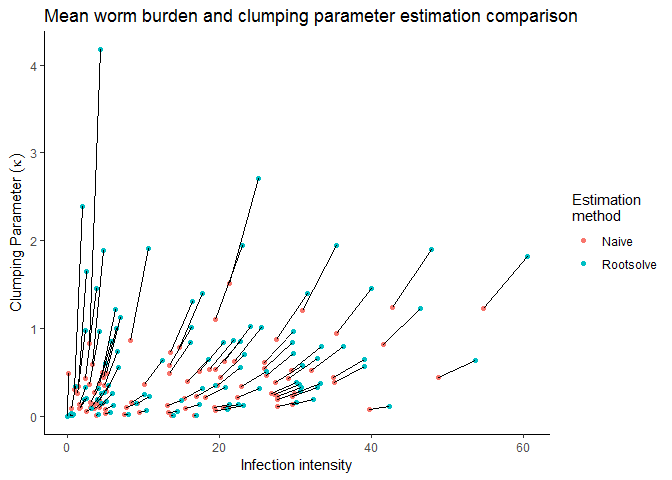 Mean worm burden and clumping parameter estimation comparison
Clumping Parameter (κ)
4
3
2
1
0
0 20 40 60
Infection intensity
Estimation
method
Naive
Rootsolve